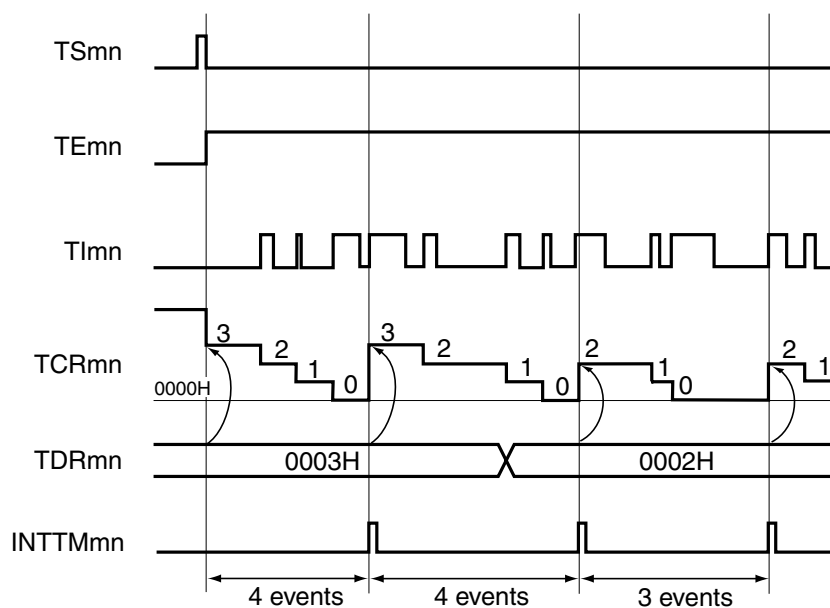 TSmn
TEmn
TImn
TCRmn
3
2
1
0
3
2
1
0
2
1
0
2
1
0000H
TDRmn
0003H
0002H
INTTMmn
4 events
4 events
3 events